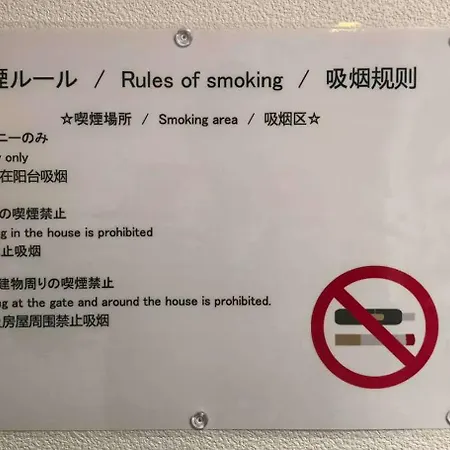 煙ルール / Rules of smoking / 吸烟规则
☆喫煙場所 / Smoking area / 吸烟区☆
ニーのみ
only
在阳台吸烟
の喫煙禁止
in the house is prohibited
止吸烟
建物周りの喫煙禁止
at the gate and around the house is prohibited.
房屋周围禁止吸烟